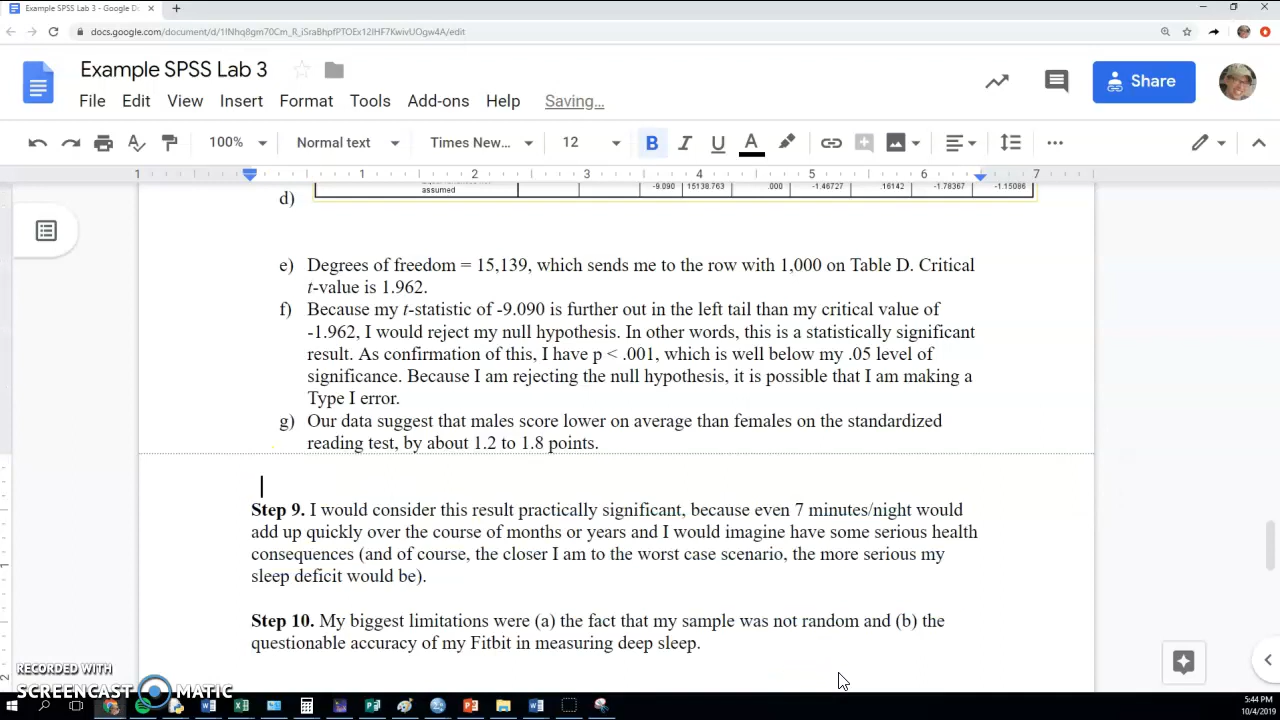 Example SPSS Lab 3 - Google D
docs.google.com/document/d/
Example SPSS Lab 3
File Edit View Insert Format Tools Add-ons Help Saving...
Share
100% Normal text Times New... 12 B I U A
1 1 2 3 4 5 6 7
assumed -9.090 15138.763 .000 -1.46727 .16142 -1.78367 -1.15086
d)
e) Degrees of freedom = 15,139, which sends me to the row with 1,000 on Table D. Critical
t-value is 1.962.
f) Because my t-statistic of -9.090 is further out in the left tail than my critical value of
-1.962, I would reject my null hypothesis. In other words, this is a statistically significant
result. As confirmation of this, I have p < .001, which is well below my .05 level of
significance. Because I am rejecting the null hypothesis, it is possible that I am making a
Type I error.
g) Our data suggest that males score lower on average than females on the standardized
reading test, by about 1.2 to 1.8 points.
Step 9. I would consider this result practically significant, because even 7 minutes/night would
add up quickly over the course of months or years and I would imagine have some serious health
consequences (and of course, the closer I am to the worst case scenario, the more serious my
sleep deficit would be).
Step 10. My biggest limitations were (a) the fact that my sample was not random and (b) the
questionable accuracy of my Fitbit in measuring deep sleep.
RECORDED WITH
SCREENCAST MATIC
5:44 PM
10/4/2019